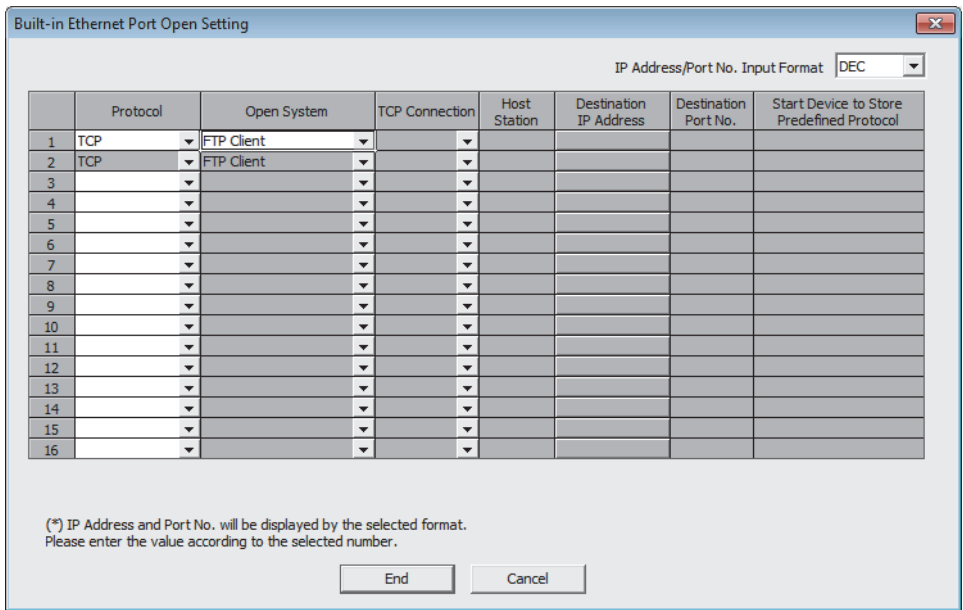 Built-in Ethernet Port Open Setting
IP Address/Port No. Input Format DEC
Protocol Open System TCP Connection Host Station Destination IP Address Destination Port No. Start Device to Store Predefined Protocol
1 TCP FTP Client
2 TCP FTP Client
3
4
5
6
7
8
9
10
11
12
13
14
15
16
(*) IP Address and Port No. will be displayed by the selected format.
Please enter the value according to the selected number.
End Cancel